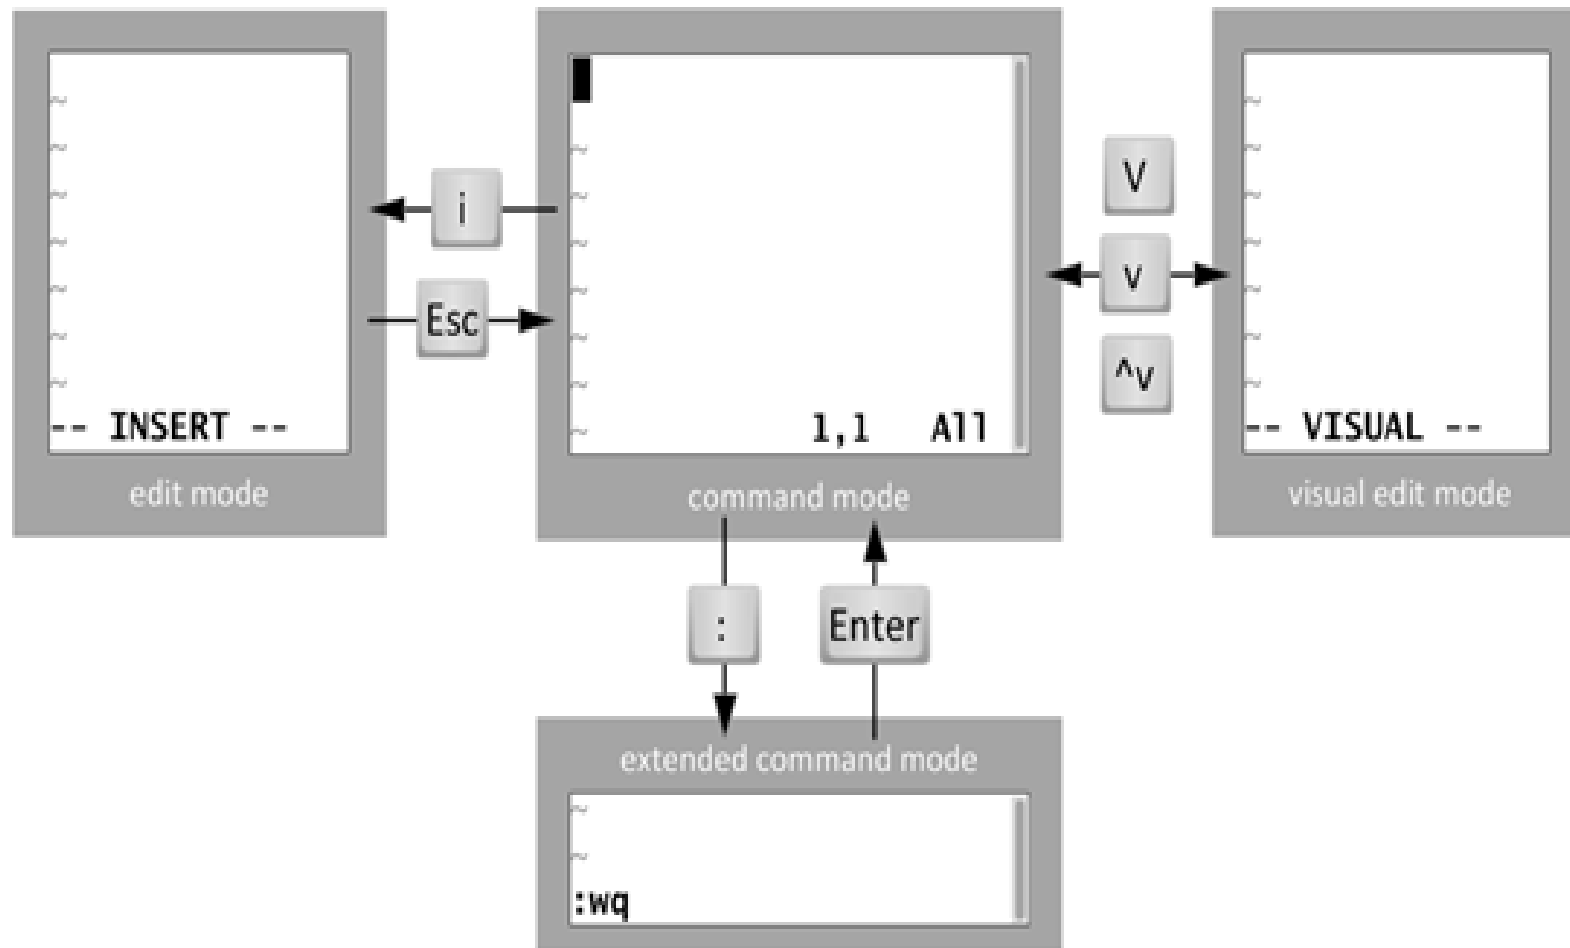 i
Esc
-- INSERT --
edit mode
1,1 All
command mode
V
v
^v
-- VISUAL --
visual edit mode
:
Enter
extended command mode
:wq